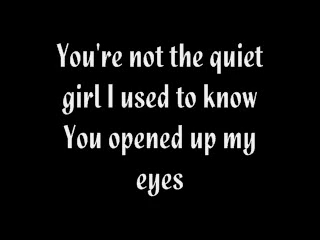 You're not the quiet
girl I used to know
You opened up my
eyes